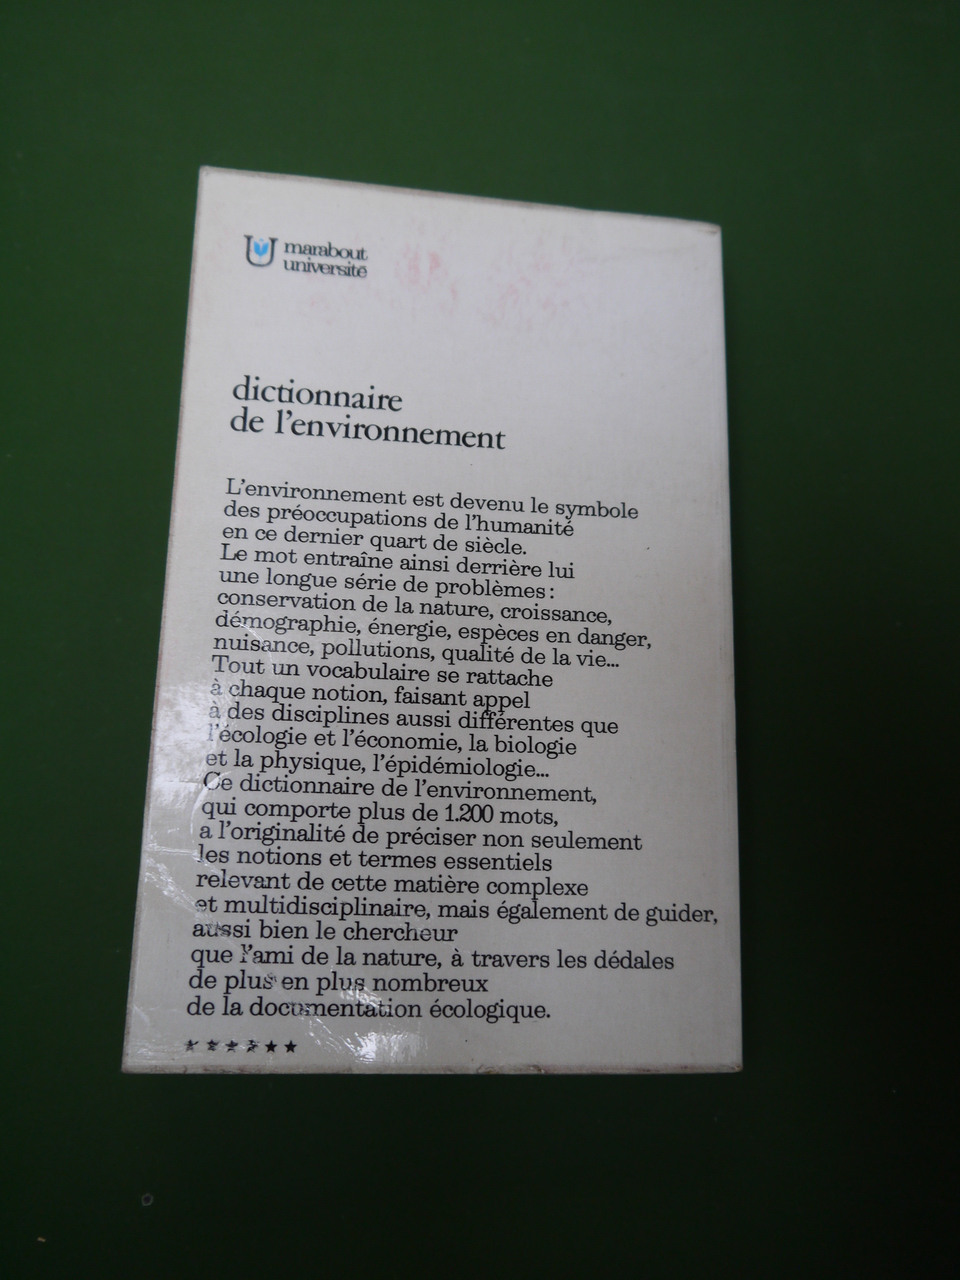 marabout
université
dictionnaire
de l'environnement
L'environnement est devenu le symbole
des préoccupations de l'humanité
en ce dernier quart de siècle.
Le mot entraîne ainsi derrière lui
une longue série de problèmes :
conservation de la nature, croissance,
démographie, énergie, espèces en danger,
nuisance, pollutions, qualité de la vie...
Tout un vocabulaire se rattache
à chaque notion, faisant appel
à des disciplines aussi différentes que
l'écologie et l'économie, la biologie
et la physique, l'épidémiologie...
Ce dictionnaire de l'environnement,
qui comporte plus de 1.200 mots,
a l'originalité de préciser non seulement
les notions et termes essentiels
relevant de cette matière complexe
et multidisciplinaire, mais également de guider,
aussi bien le chercheur
que l'ami de la nature, à travers les dédales
de plus en plus nombreux
de la documentation écologique.
★★★★★★